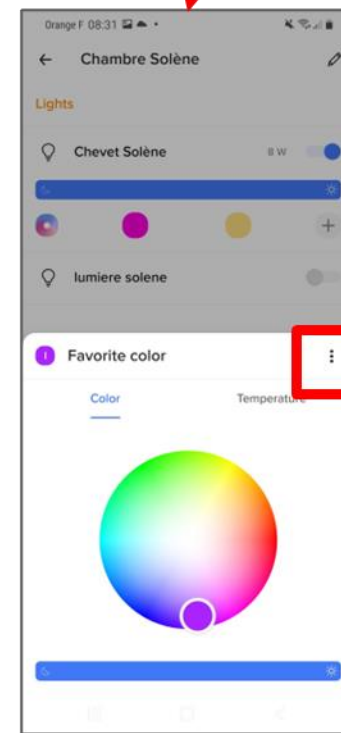 Orange F 08:31
Chambre Solène
Lights
Chevet Solène 8 W
lumiere solene
Favorite color
Color Temperature